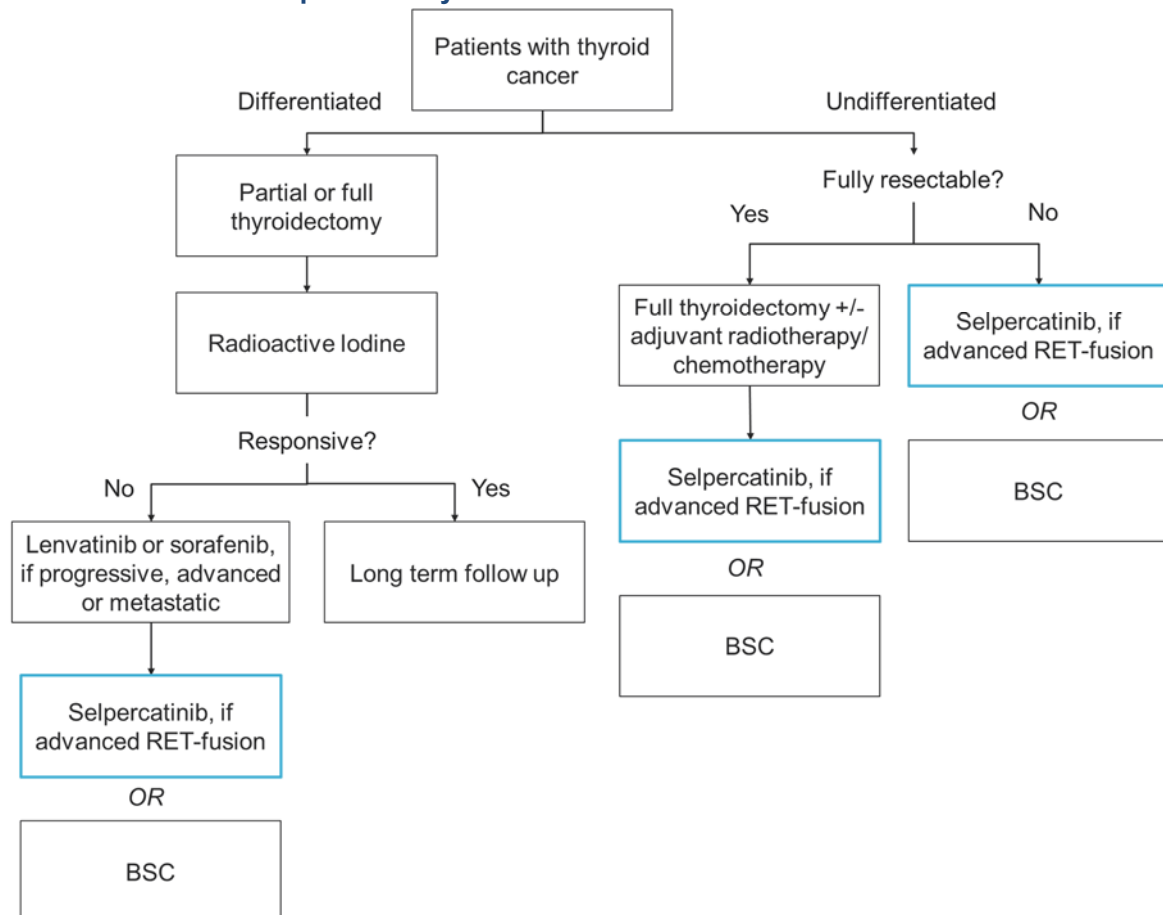 Patients with thyroid
cancer
Differentiated
Undifferentiated
Partial or full
thyroidectomy
Fully resectable?
Yes
No
Radioactive Iodine
Full thyroidectomy +/-
adjuvant radiotherapy/
chemotherapy
Selpercatinib, if
advanced RET-fusion
OR
BSC
Responsive?
No
Yes
Selpercatinib, if
advanced RET-fusion
OR
BSC
Lenvatinib or sorafenib,
if progressive, advanced
or metastatic
Long term follow up
Selpercatinib, if
advanced RET-fusion
OR
BSC